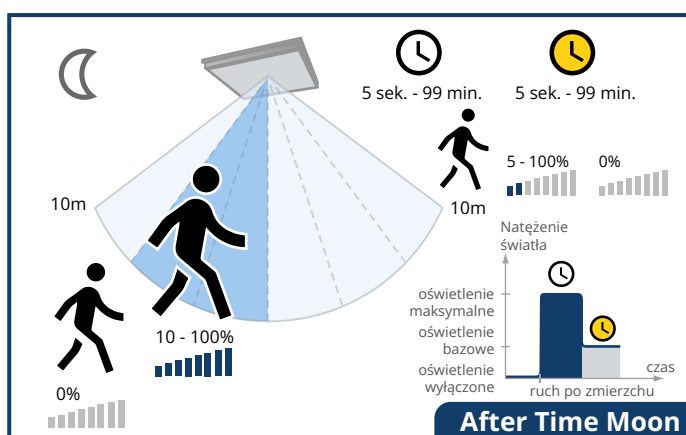 5 sek. - 99 min.
5 sek. - 99 min.
5 - 100%
0%
10m
10m
10 - 100%
0%
Natężenie
światła
oświetlenie
maksymalne
oświetlenie
bazowe
oświetlenie
wyłączone
czas
ruch po zmierzchu
After Time Moon